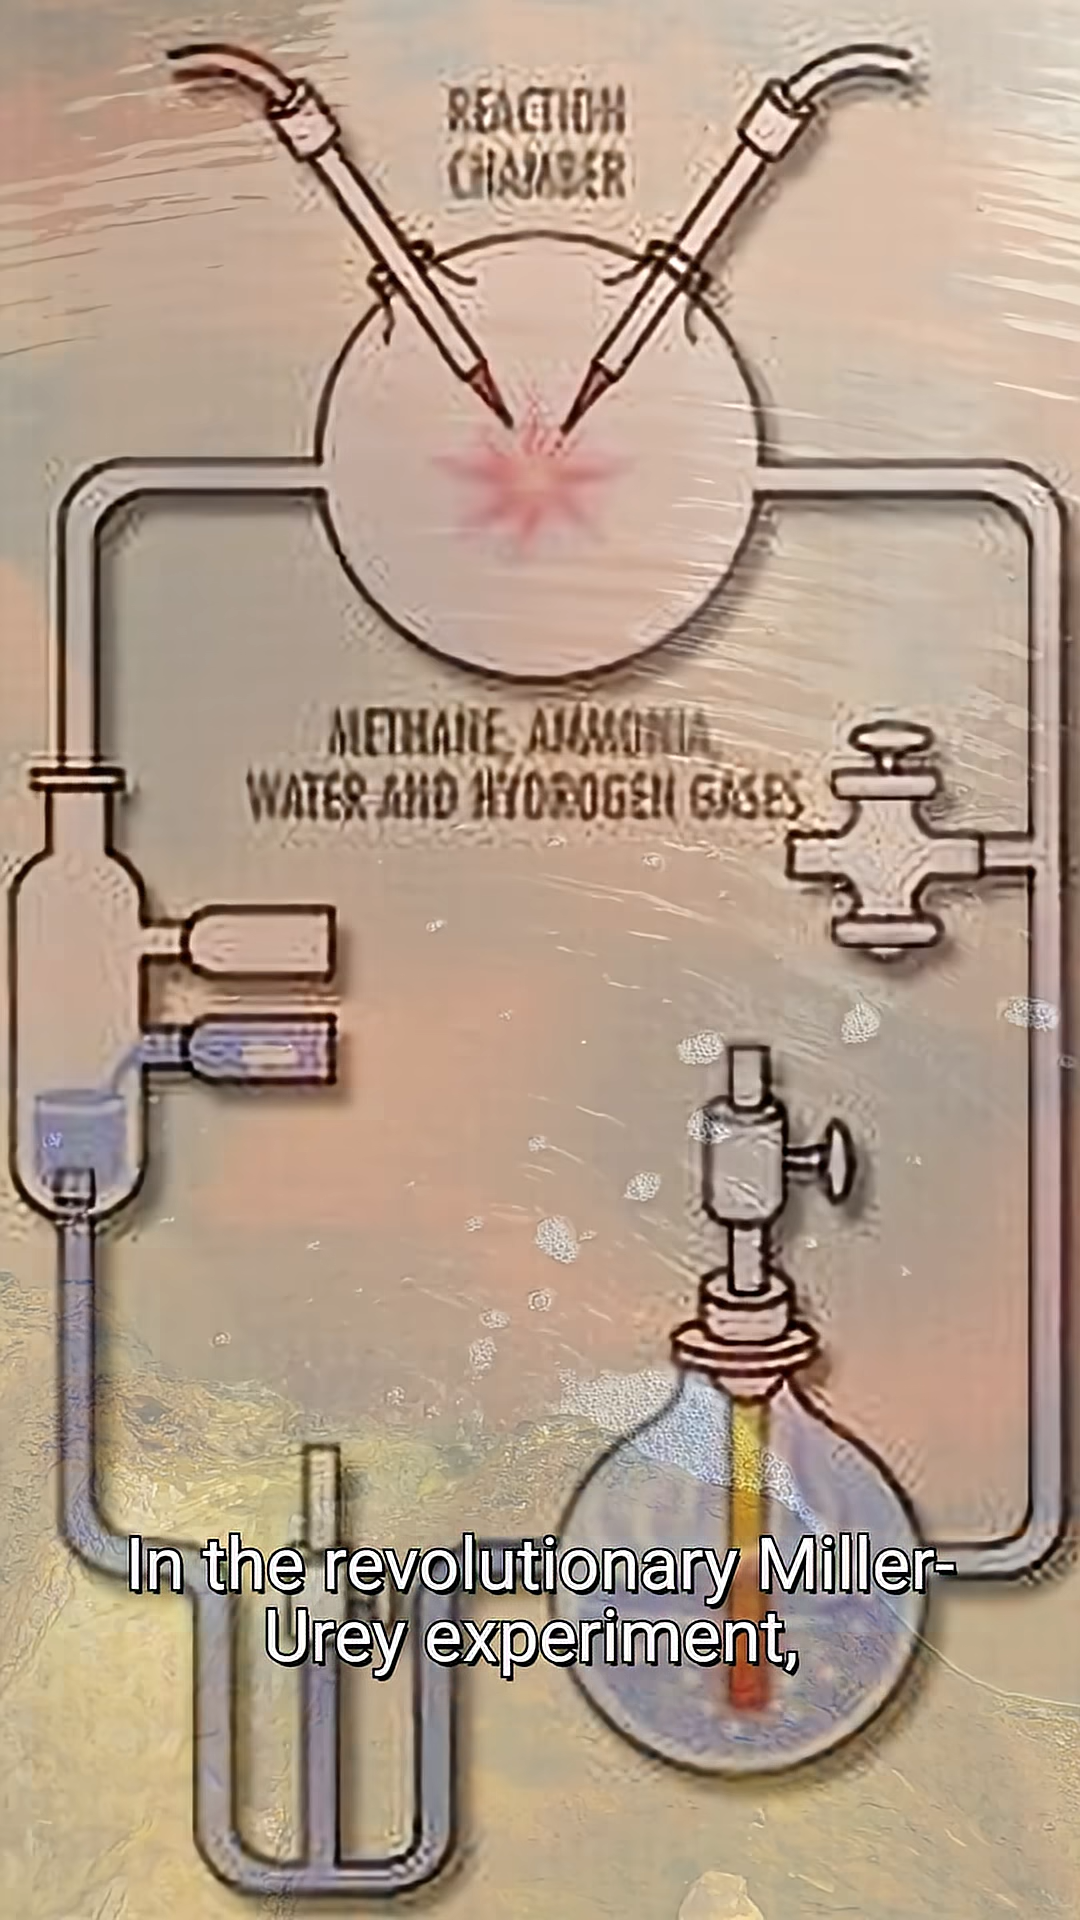 REACTION
CHAMBER
METHANE, AMMONIA,
WATER AND HYDROGEN GASES
In the revolutionary Miller-
Urey experiment,